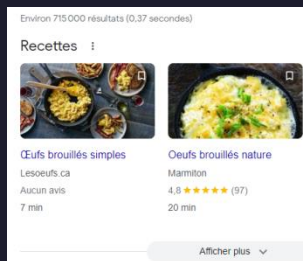 Environ 715 000 résultats (0,37 secondes)
Recettes
Œufs brouillés simples
Lesoeufs.ca
Aucun avis
7 min
Oeufs brouillés nature
Marmiton
4,8 ★★★★★ (97)
20 min
Afficher plus